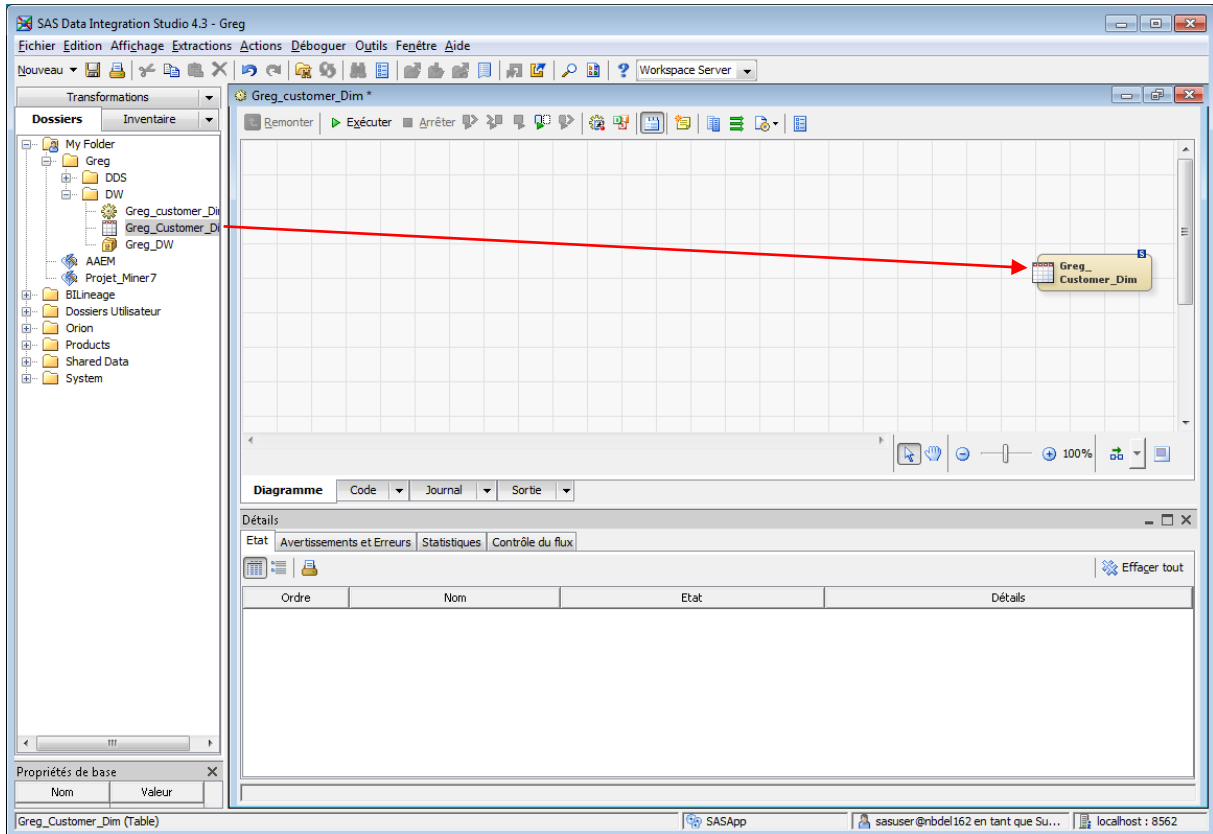 SAS Data Integration Studio 4.3 - Greg
Fichier Edition Affichage Extractions Actions Déboguer Outils Fenêtre Aide
Nouveau Workspace Server
Transformations
Dossiers Inventaire
My Folder
Greg
DDS
DW
Greg_customer_Di
Greg_Customer_Di
Greg_DW
AAEM
Projet_Miner7
BILineage
Dossiers Utilisateur
Orion
Products
Shared Data
System
Propriétés de base
Nom Valeur
Greg_customer_Dim *
Remonter Exécuter Arrêter
Greg_
Customer_Dim
S
100%
Diagramme Code Journal Sortie
Détails
Etat Avertissements et Erreurs Statistiques Contrôle du flux
Effacer tout
Ordre Nom Etat Détails
Greg_Customer_Dim (Table) SASApp sasuser@nbdel162 en tant que Su... localhost : 8562